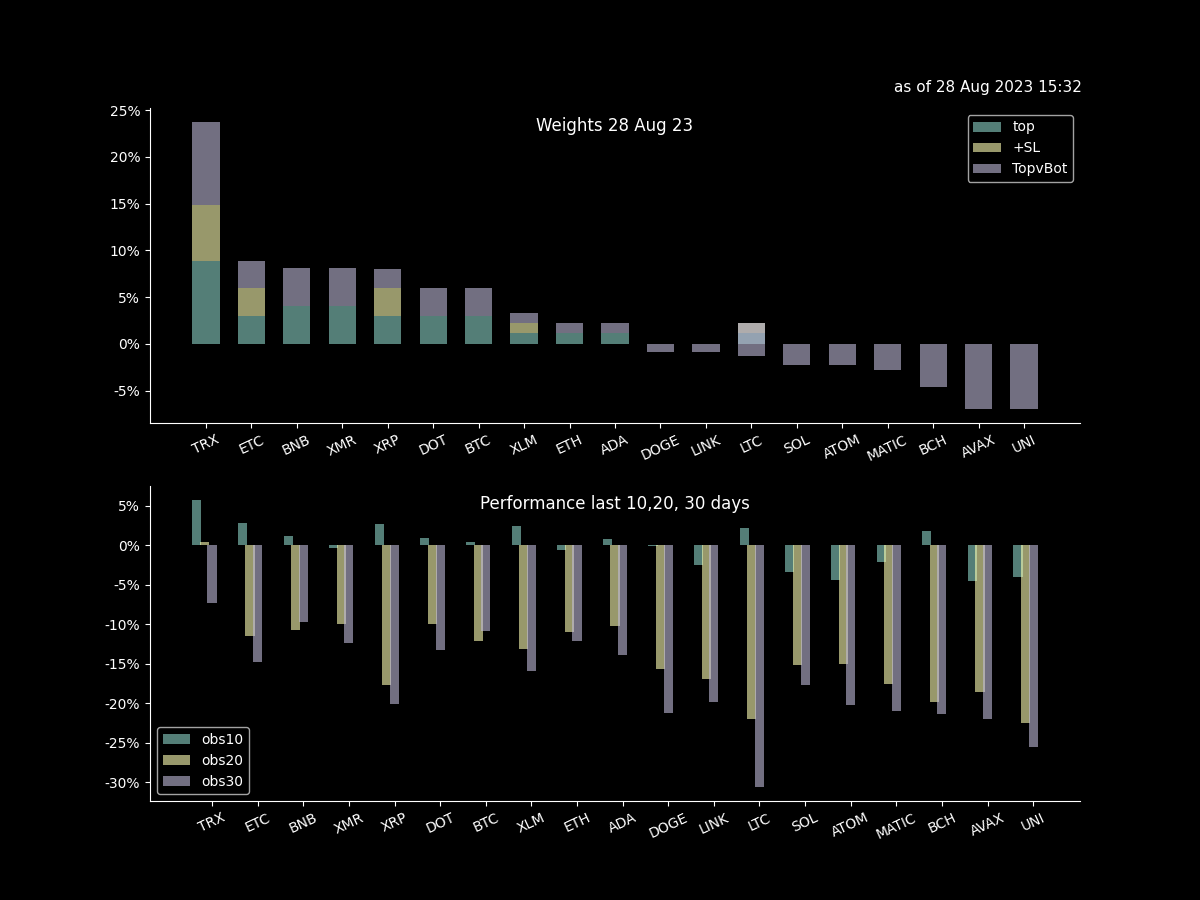 as of 28 Aug 2023 15:32
Weights 28 Aug 23
top
+SL
TopvBot
25%
20%
15%
10%
5%
0%
-5%
TRX ETC BNB XMR XRP DOT BTC XLM ETH ADA DOGE LINK LTC SOL ATOM MATIC BCH AVAX UNI
Performance last 10,20, 30 days
5%
0%
-5%
-10%
-15%
-20%
-25%
-30%
obs10
obs20
obs30
TRX ETC BNB XMR XRP DOT BTC XLM ETH ADA DOGE LINK LTC SOL ATOM MATIC BCH AVAX UNI